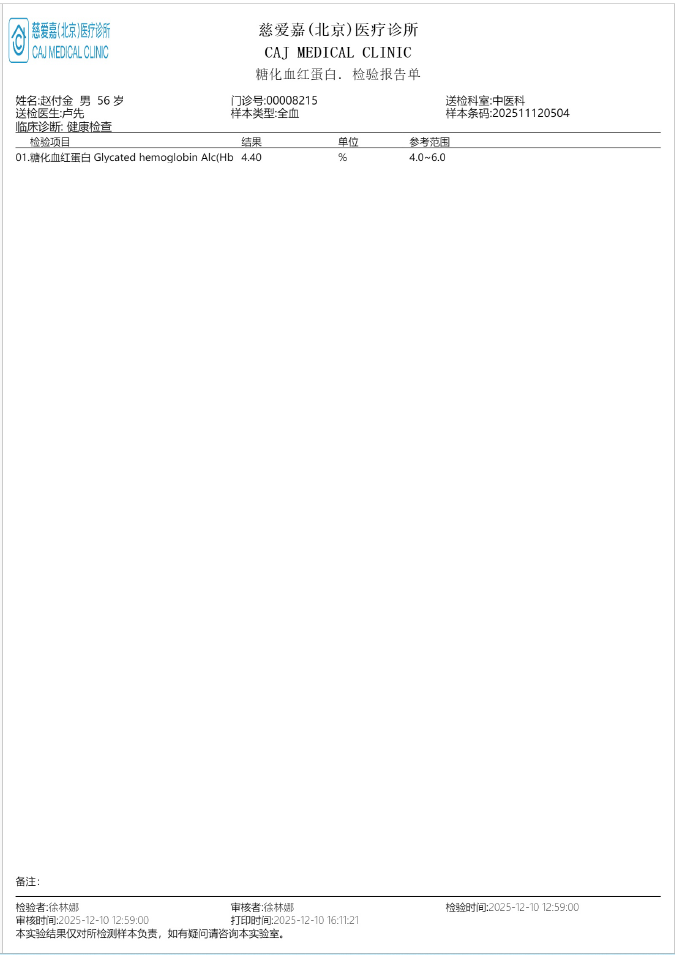 慈爱嘉(北京)医疗诊所
CAJ MEDICAL CLINIC
慈爱嘉(北京)医疗诊所
CAJ MEDICAL CLINIC
糖化血红蛋白. 检验报告单
姓名:赵付金 男 56 岁 门诊号:00008215 送检科室:中医科
送检医生:卢先 样本类型:全血 样本条码:202511120504
临床诊断: 健康检查
检验项目 结果 单位 参考范围
01.糖化血红蛋白 Glycated hemoglobin Alc(Hb 4.40 % 4.0~6.0
备注:
检验者:徐林娜 审核者:徐林娜 检验时间:2025-12-10 12:59:00
审核时间:2025-12-10 12:59:00 打印时间:2025-12-10 16:11:21
本实验结果仅对所检测样本负责，如有疑问请咨询本实验室。